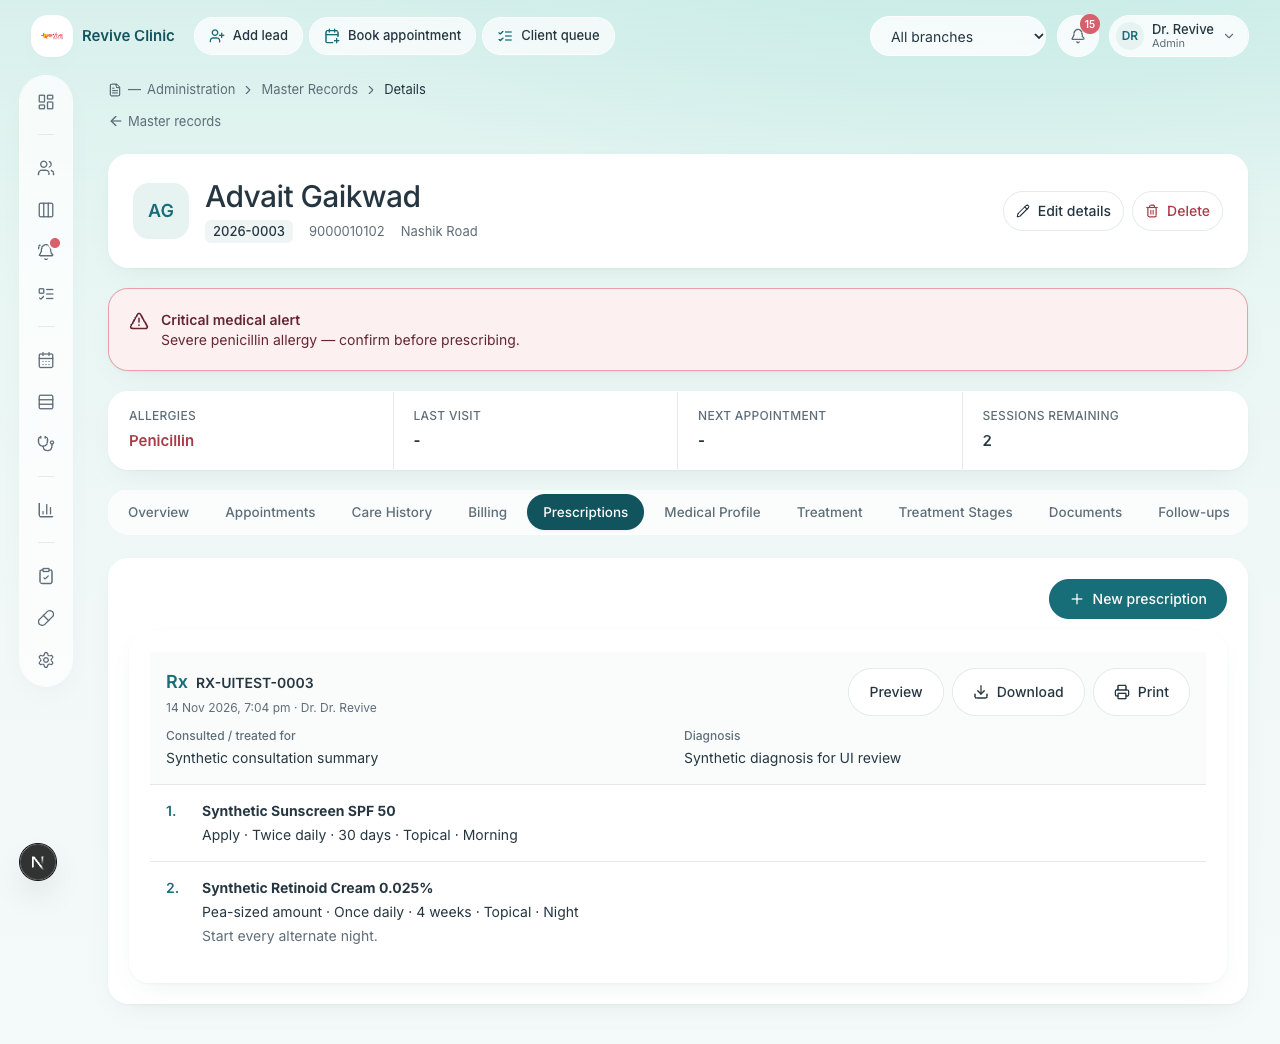 Revive Clinic
Add lead
Book appointment
Client queue
All branches
15
DR
Dr. Revive
Admin
— Administration > Master Records > Details
← Master records
AG
Advait Gaikwad
2026-0003 9000010102 Nashik Road
Edit details
Delete
Critical medical alert
Severe penicillin allergy — confirm before prescribing.
ALLERGIES
Penicillin
LAST VISIT
-
NEXT APPOINTMENT
-
SESSIONS REMAINING
2
Overview Appointments Care History Billing Prescriptions Medical Profile Treatment Treatment Stages Documents Follow-ups
+ New prescription
Rx RX-UITEST-0003
14 Nov 2026, 7:04 pm · Dr. Dr. Revive
Preview
Download
Print
Consulted / treated for
Synthetic consultation summary
Diagnosis
Synthetic diagnosis for UI review
1. Synthetic Sunscreen SPF 50
Apply · Twice daily · 30 days · Topical · Morning
2. Synthetic Retinoid Cream 0.025%
Pea-sized amount · Once daily · 4 weeks · Topical · Night
Start every alternate night.
N